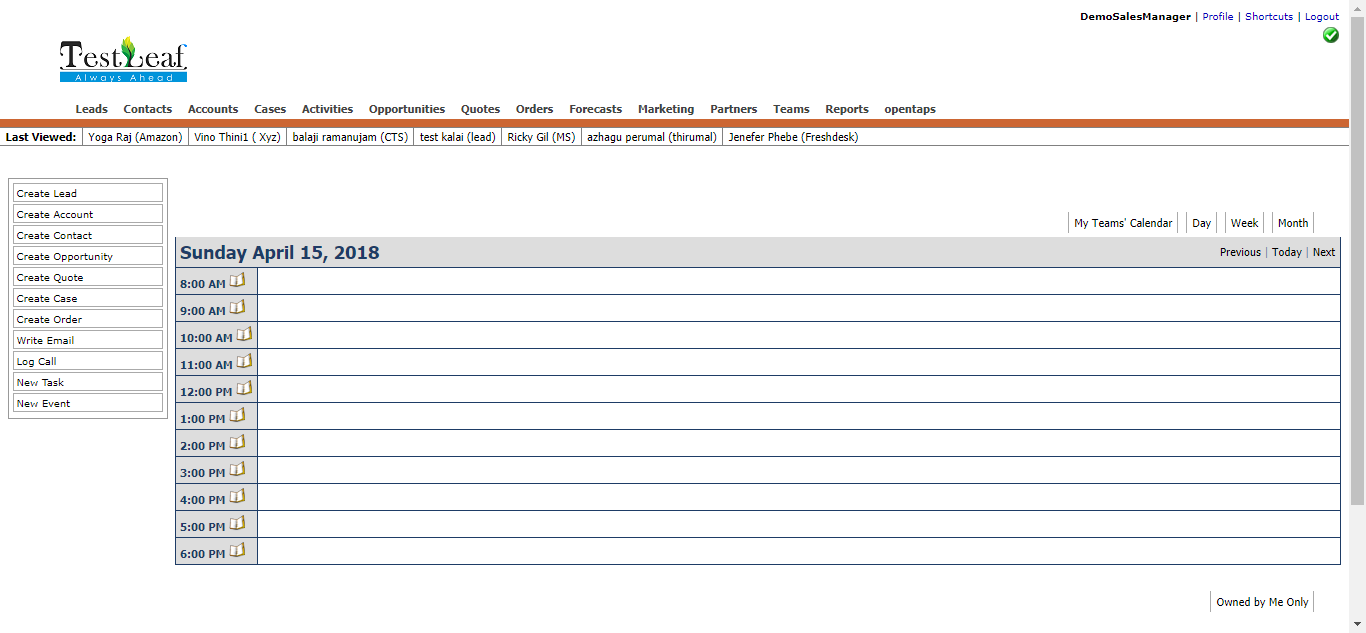 DemoSalesManager | Profile | Shortcuts | Logout
TestLeaf
Always Ahead
Leads Contacts Accounts Cases Activities Opportunities Quotes Orders Forecasts Marketing Partners Teams Reports opentaps
Last Viewed: Yoga Raj (Amazon) Vino Thini1 ( Xyz) balaji ramanujam (CTS) test kalai (lead) Ricky Gil (MS) azhagu perumal (thirumal) Jenefer Phebe (Freshdesk)
Create Lead
Create Account
Create Contact
Create Opportunity
Create Quote
Create Case
Create Order
Write Email
Log Call
New Task
New Event
My Teams' Calendar Day Week Month
Sunday April 15, 2018 Previous | Today | Next
8:00 AM
9:00 AM
10:00 AM
11:00 AM
12:00 PM
1:00 PM
2:00 PM
3:00 PM
4:00 PM
5:00 PM
6:00 PM
Owned by Me Only